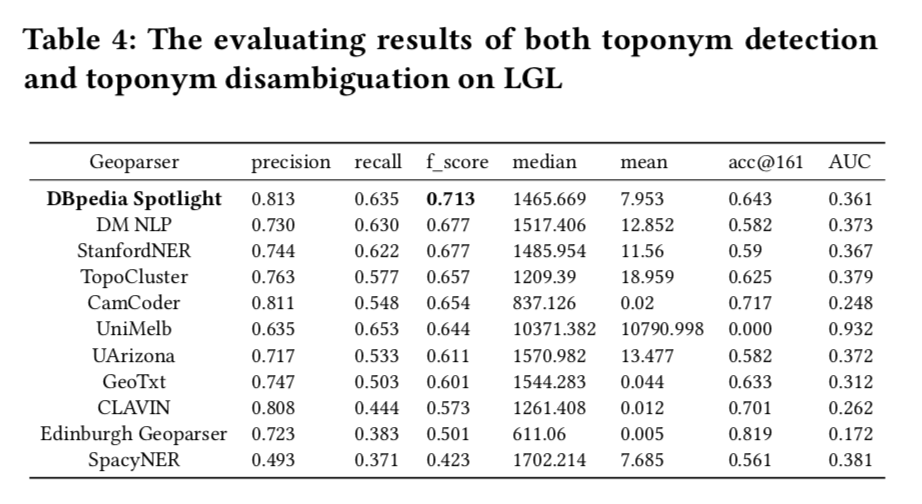 Table 4: The evaluating results of both toponym detection
and toponym disambiguation on LGL
Geoparser precision recall f_score median mean acc@161 AUC
DBpedia Spotlight 0.813 0.635 0.713 1465.669 7.953 0.643 0.361
DM NLP 0.730 0.630 0.677 1517.406 12.852 0.582 0.373
StanfordNER 0.744 0.622 0.677 1485.954 11.56 0.59 0.367
TopoCluster 0.763 0.577 0.657 1209.39 18.959 0.625 0.379
CamCoder 0.811 0.548 0.654 837.126 0.02 0.717 0.248
UniMelb 0.635 0.653 0.644 10371.382 10790.998 0.000 0.932
UArizona 0.717 0.533 0.611 1570.982 13.477 0.582 0.372
GeoTxt 0.747 0.503 0.601 1544.283 0.044 0.633 0.312
CLAVIN 0.808 0.444 0.573 1261.408 0.012 0.701 0.262
Edinburgh Geoparser 0.723 0.383 0.501 611.06 0.005 0.819 0.172
SpacyNER 0.493 0.371 0.423 1702.214 7.685 0.561 0.381